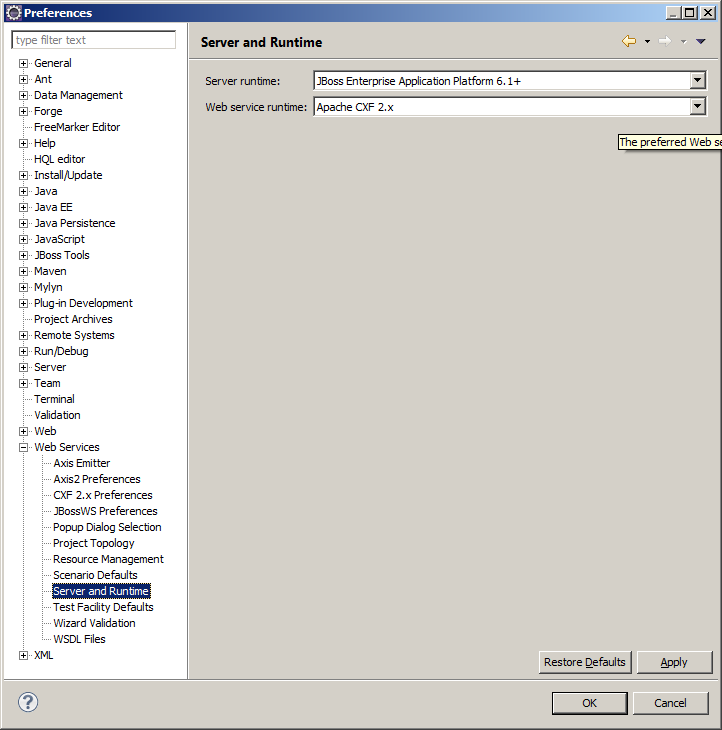 Preferences
type filter text
General
Ant
Data Management
Forge
FreeMarker Editor
Help
HQL editor
Install/Update
Java
Java EE
Java Persistence
JavaScript
JBoss Tools
Maven
Mylyn
Plug-in Development
Project Archives
Remote Systems
Run/Debug
Server
Team
Terminal
Validation
Web
Web Services
Axis Emitter
Axis2 Preferences
CXF 2.x Preferences
JBossWS Preferences
Popup Dialog Selection
Project Topology
Resource Management
Scenario Defaults
Server and Runtime
Test Facility Defaults
Wizard Validation
WSDL Files
XML
Server and Runtime
Server runtime: JBoss Enterprise Application Platform 6.1+
Web service runtime: Apache CXF 2.x
The preferred Web se
Restore Defaults Apply
? OK Cancel